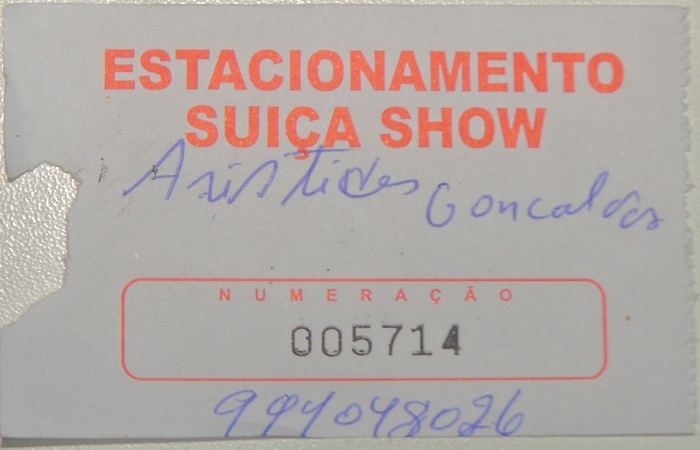 ESTACIONAMENTO
SUIÇA SHOW
Aristides Goncalves
NUMERAÇÃO
005714
994048026